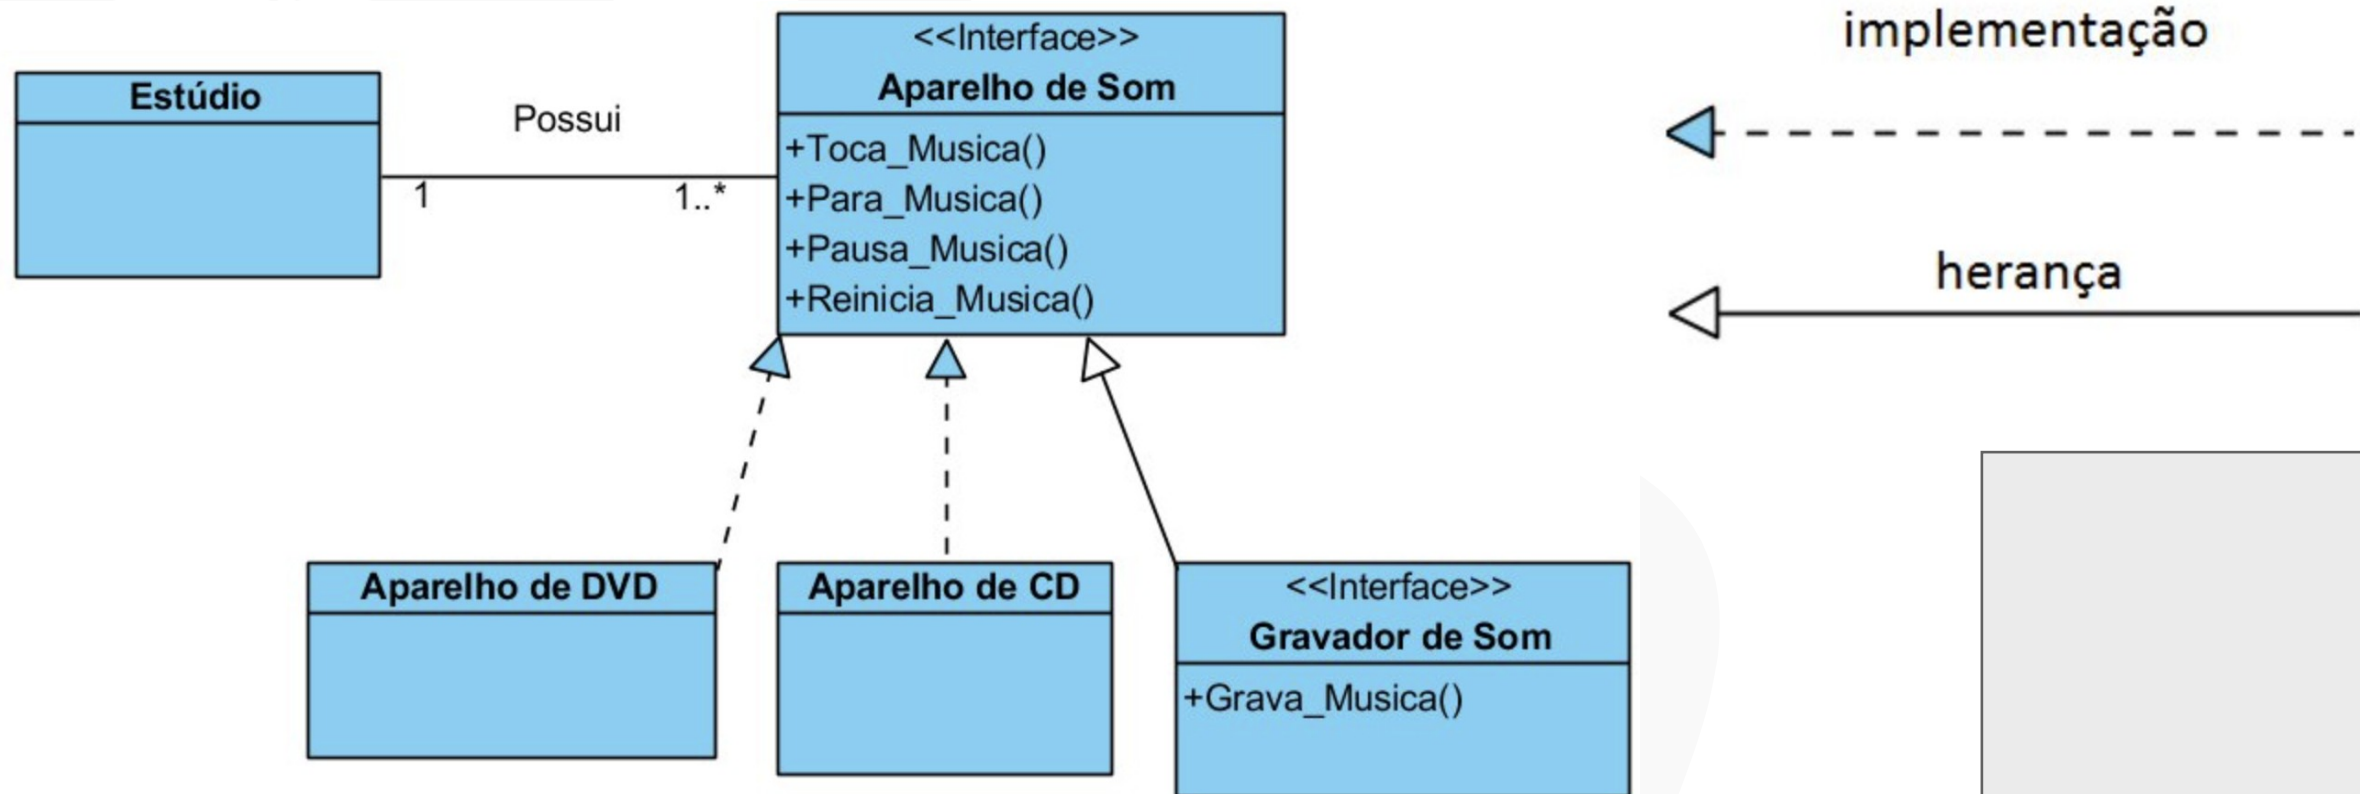 Estúdio
Possui
1
1..*
<<Interface>>
Aparelho de Som
+Toca_Musica()
+Para_Musica()
+Pausa_Musica()
+Reinicia_Musica()
implementação
herança
Aparelho de DVD
Aparelho de CD
<<Interface>>
Gravador de Som
+Grava_Musica()